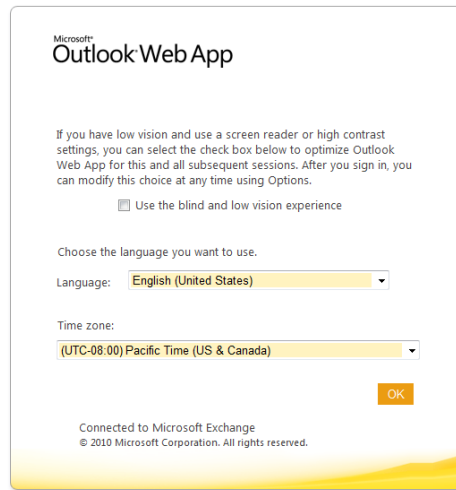 Microsoft®
Outlook® Web App
If you have low vision and use a screen reader or high contrast
settings, you can select the check box below to optimize Outlook
Web App for this and all subsequent sessions. After you sign in, you
can modify this choice at any time using Options.
Use the blind and low vision experience
Choose the language you want to use.
Language: English (United States)
Time zone:
(UTC-08:00) Pacific Time (US & Canada)
OK
Connected to Microsoft Exchange
© 2010 Microsoft Corporation. All rights reserved.